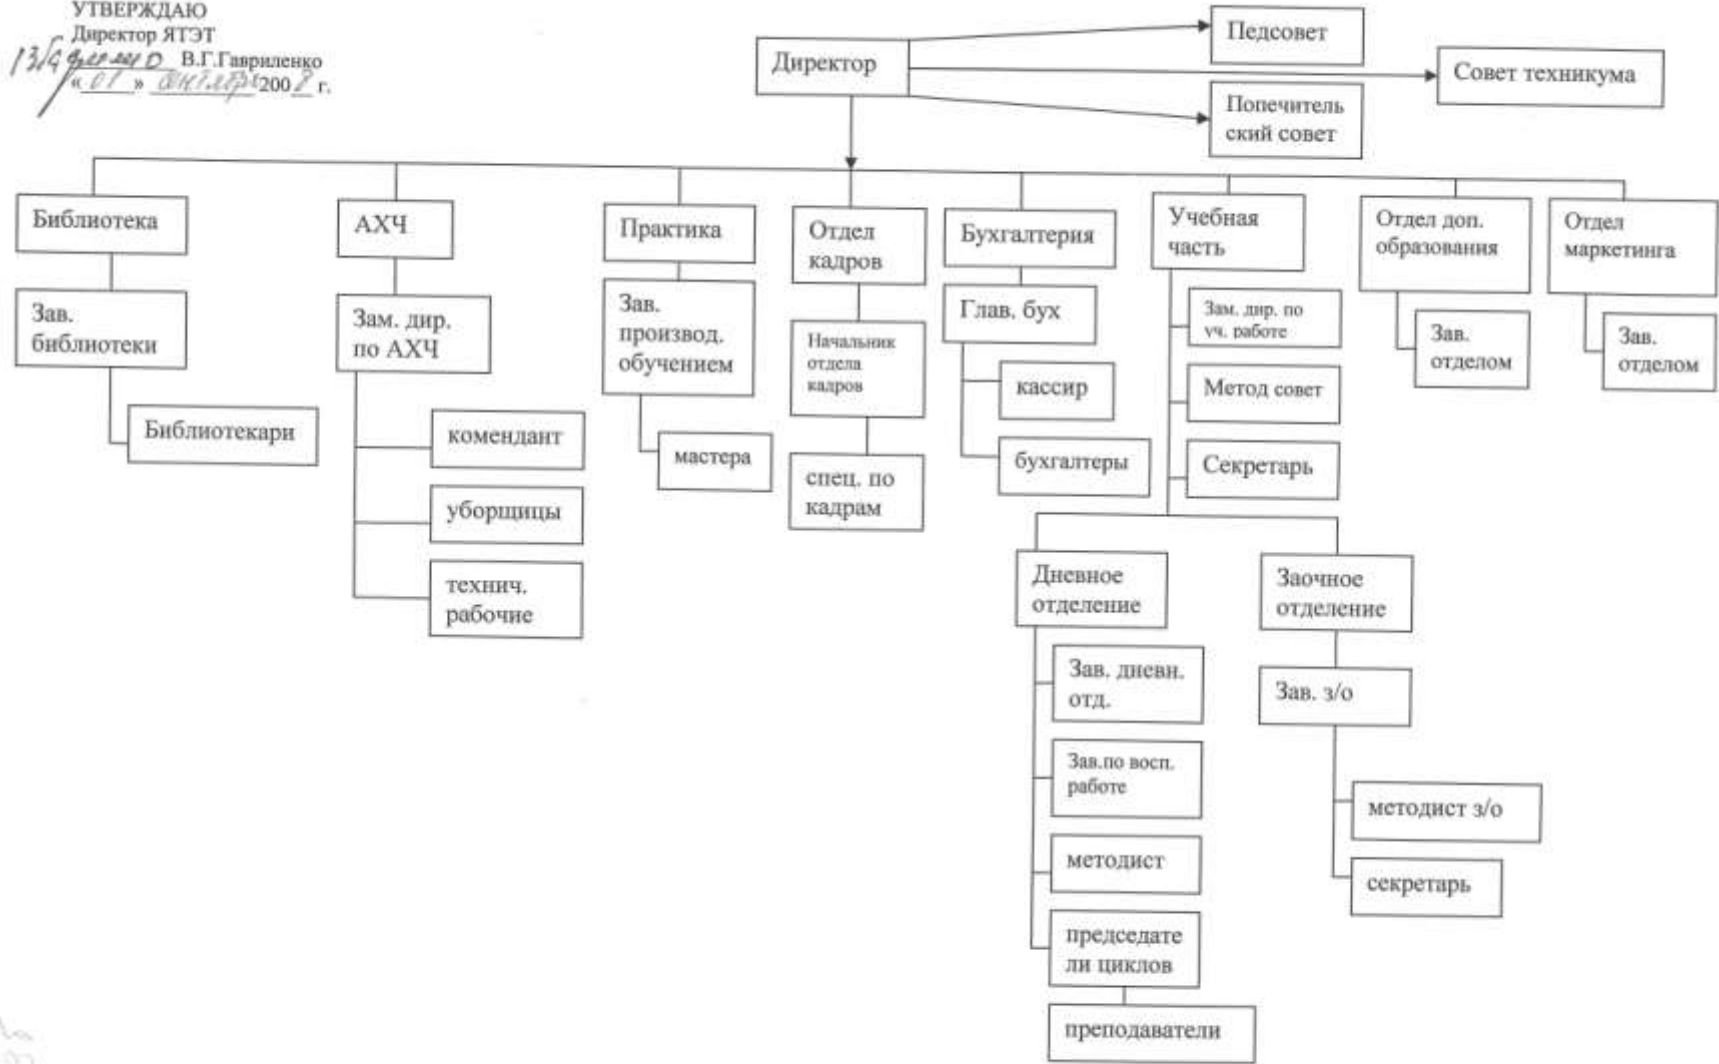 УТВЕРЖДАЮ
Директор ЯТЭТ
В.Г.Гавриленко
« 01 » сентября 2008 г.
Директор
Педсовет
Совет техникума
Попечитель
ский совет
Библиотека
АХЧ
Практика
Отдел
кадров
Бухгалтерия
Учебная
часть
Отдел доп.
образования
Отдел
маркетинга
Зав.
библиотеки
Зам. дир.
по АХЧ
Зав.
производ.
обучением
Начальник
отдела
кадров
Глав. бух
Зам. дир. по
уч. работе
Зав.
отделом
Зав.
отделом
Библиотекари
комендант
уборщицы
технич.
рабочие
мастера
спец. по
кадрам
кассир
бухгалтеры
Метод совет
Секретарь
Дневное
отделение
Заочное
отделение
Зав. дневн.
отд.
Зав.по восп.
работе
методист
председате
ли циклов
преподаватели
Зав. з/о
методист з/о
секретарь